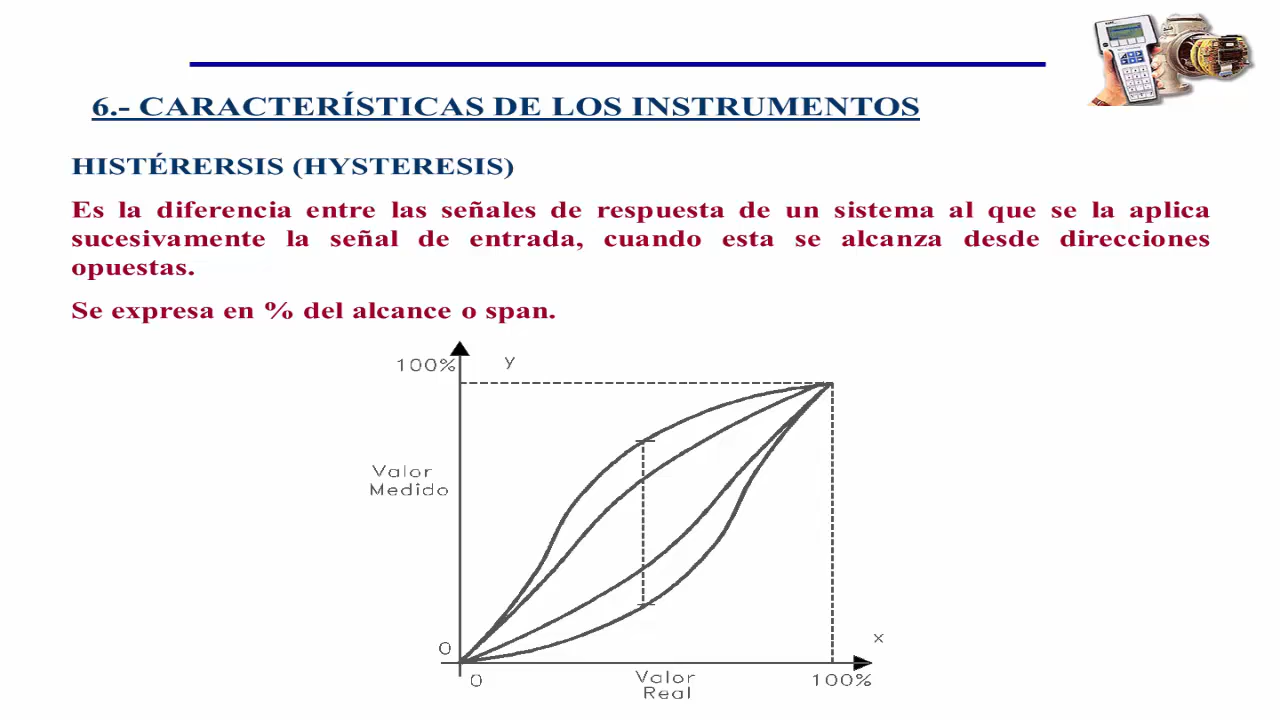 6.- CARACTERÍSTICAS DE LOS INSTRUMENTOS
HISTÉRERSIS (HYSTERESIS)
Es la diferencia entre las señales de respuesta de un sistema al que se la aplica
sucesivamente la señal de entrada, cuando esta se alcanza desde direcciones
opuestas.
Se expresa en % del alcance o span.
100%
y
Valor
Medido
0
x
0
Valor
Real
100%